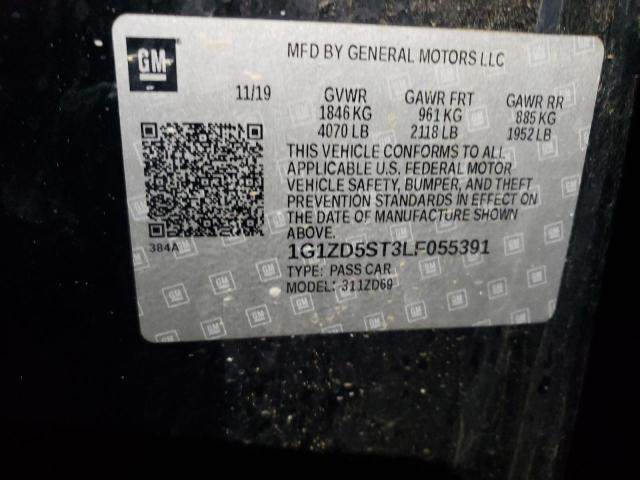 GM
MFD BY GENERAL MOTORS LLC
11/19 GVWR GAWR FRT GAWR RR
1846 KG 961 KG 885 KG
4070 LB 2118 LB 1952 LB
THIS VEHICLE CONFORMS TO ALL
APPLICABLE U.S. FEDERAL MOTOR
VEHICLE SAFETY, BUMPER, AND THEFT
PREVENTION STANDARDS IN EFFECT ON
THE DATE OF MANUFACTURE SHOWN
ABOVE.
384A
1G1ZD5ST3LF055391
TYPE: PASS CAR
MODEL: 311ZD69